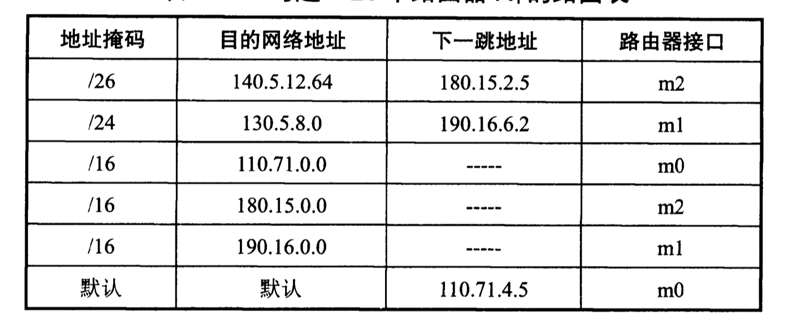 地址掩码 目的网络地址 下一跳地址 路由器接口
/26 140.5.12.64 180.15.2.5 m2
/24 130.5.8.0 190.16.6.2 m1
/16 110.71.0.0 ----- m0
/16 180.15.0.0 ----- m2
/16 190.16.0.0 ----- m1
默认 默认 110.71.4.5 m0